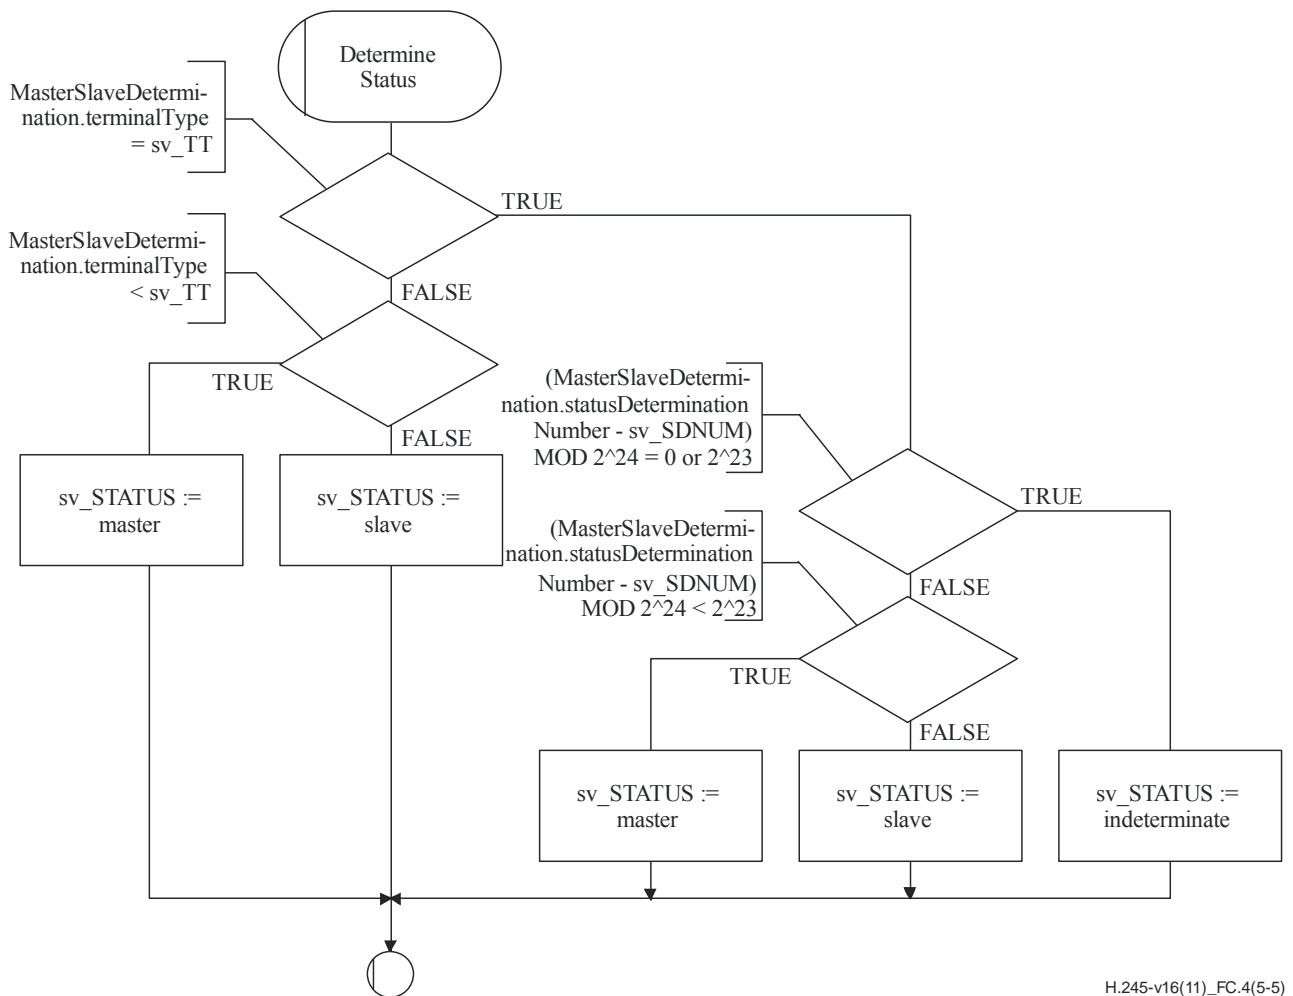 Determine
Status
MasterSlaveDetermi-
nation.terminalType
= sv_TT
TRUE
FALSE
MasterSlaveDetermi-
nation.terminalType
< sv_TT
TRUE
FALSE
sv_STATUS :=
master
sv_STATUS :=
slave
(MasterSlaveDetermi-
nation.statusDetermination
Number - sv_SDNUM)
MOD 2^24 = 0 or 2^23
TRUE
FALSE
(MasterSlaveDetermi-
nation.statusDetermination
Number - sv_SDNUM)
MOD 2^24 < 2^23
TRUE
FALSE
sv_STATUS :=
master
sv_STATUS :=
slave
sv_STATUS :=
indeterminate
H.245-v16(11)_FC.4(5-5)